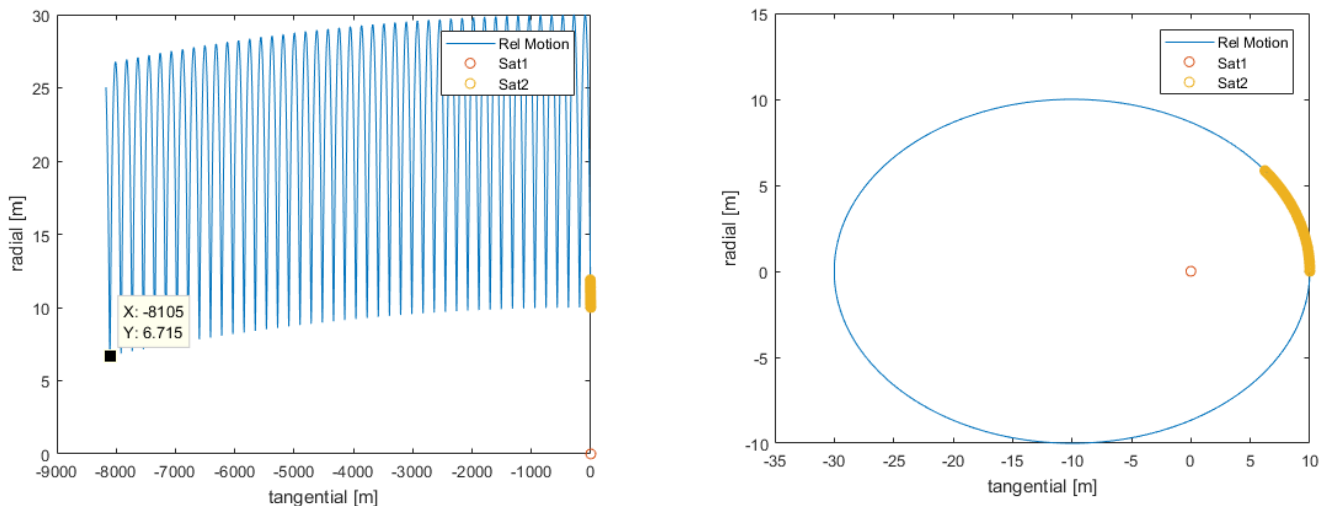 30
25
20
15
10
5
0
radial [m]
-9000 -8000 -7000 -6000 -5000 -4000 -3000 -2000 -1000 0
tangential [m]
Rel Motion
Sat1
Sat2
X: -8105
Y: 6.715
15
10
5
0
-5
-10
radial [m]
-35 -30 -25 -20 -15 -10 -5 0 5 10
tangential [m]
Rel Motion
Sat1
Sat2